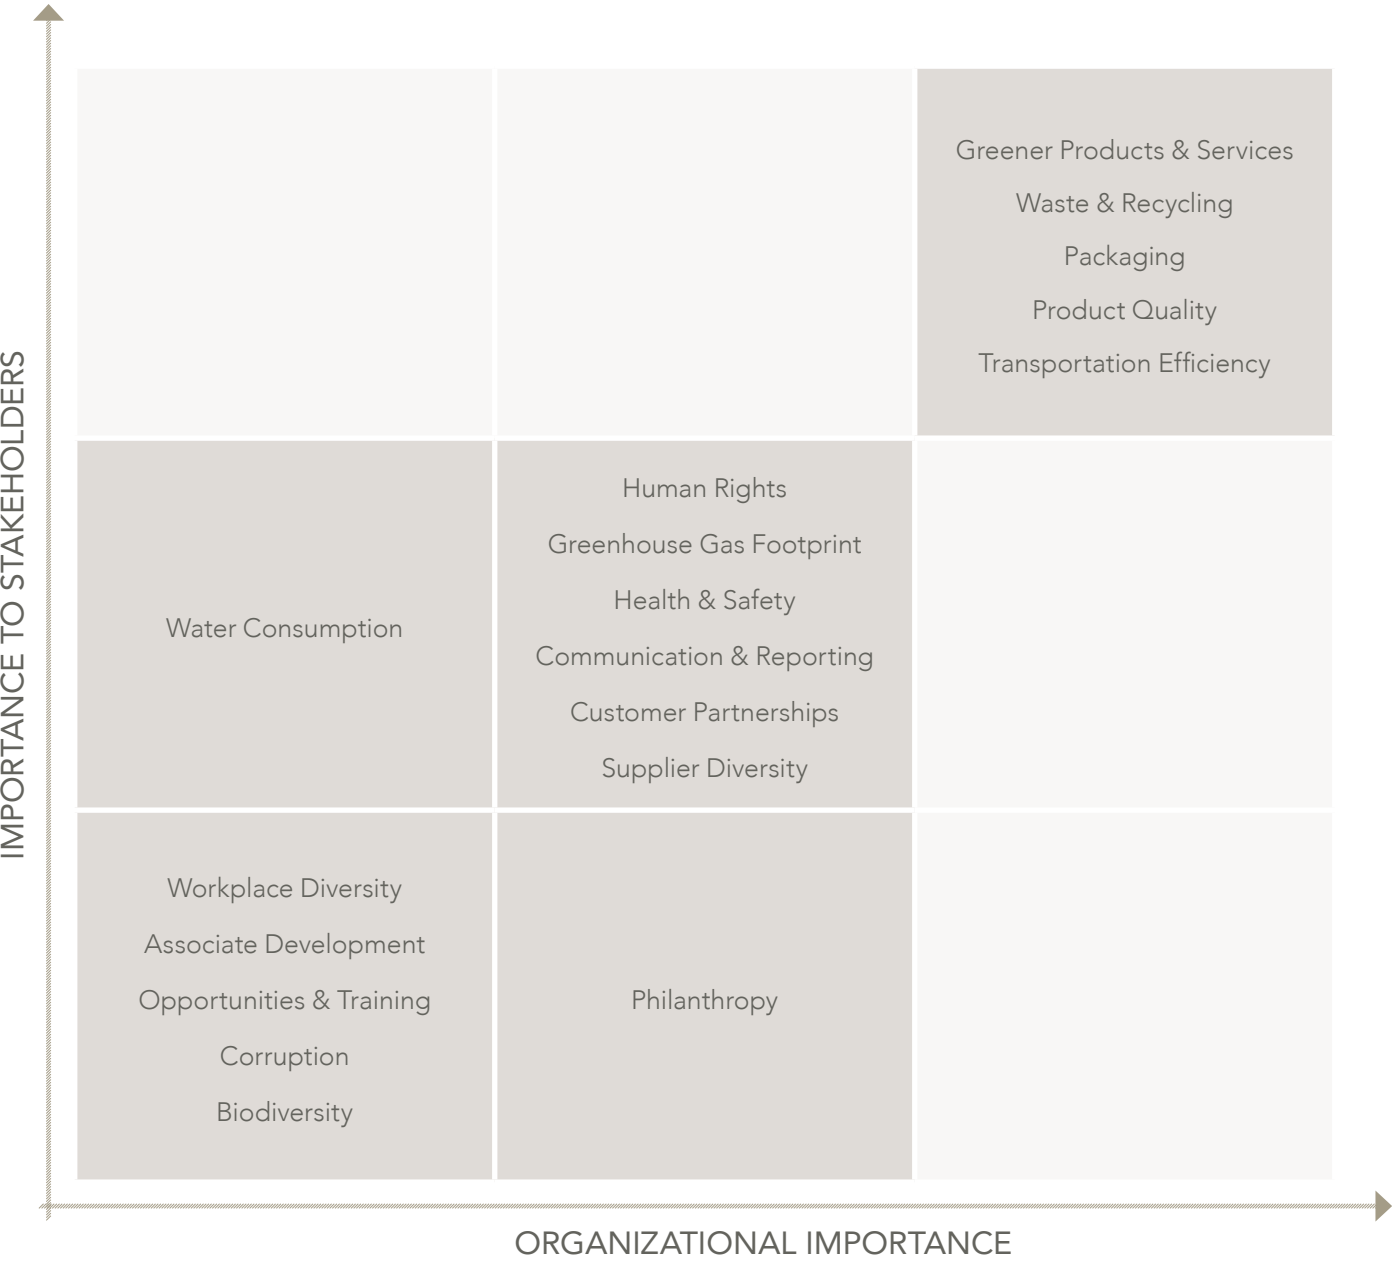 IMPORTANCE TO STAKEHOLDERS
Greener Products & Services
Waste & Recycling
Packaging
Product Quality
Transportation Efficiency
Water Consumption
Human Rights
Greenhouse Gas Footprint
Health & Safety
Communication & Reporting
Customer Partnerships
Supplier Diversity
Workplace Diversity
Associate Development
Opportunities & Training
Corruption
Biodiversity
Philanthropy
ORGANIZATIONAL IMPORTANCE